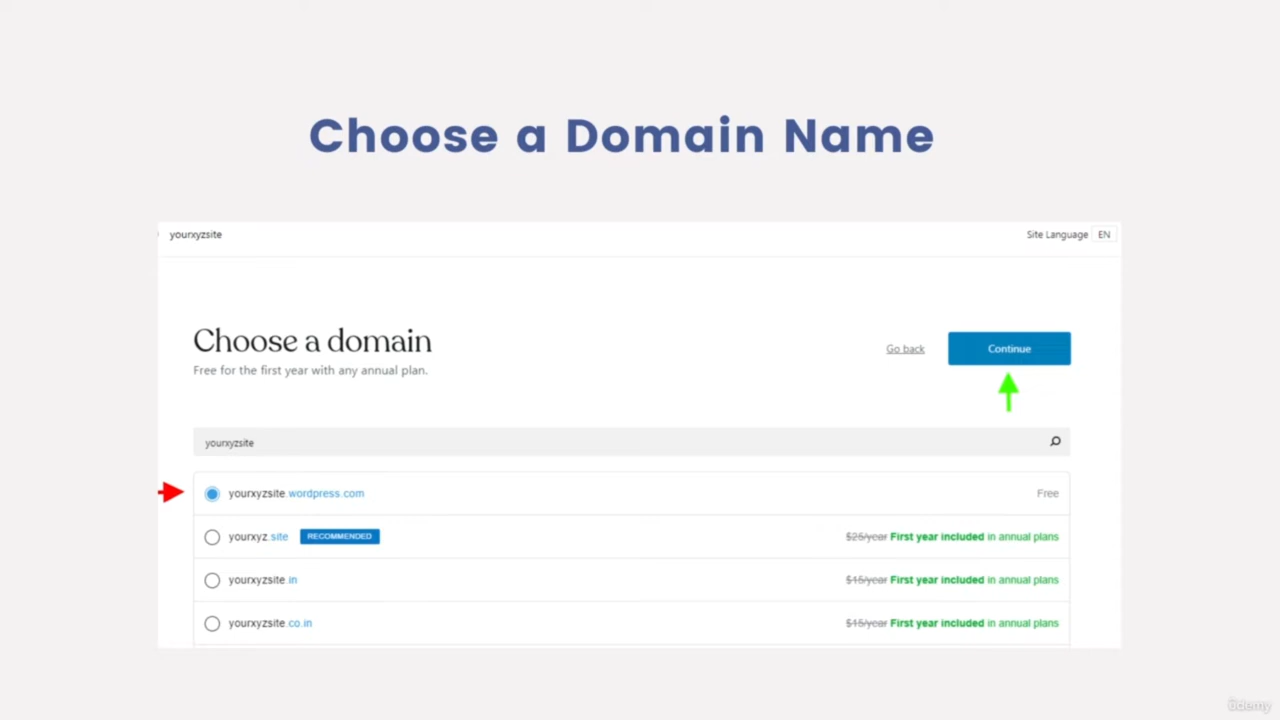 Choose a Domain Name
yourxyzsite
Site Language EN
Choose a domain
Go back
Continue
Free for the first year with any annual plan.
yourxyzsite
yourxyzsite.wordpress.com Free
yourxyz.site RECOMMENDED $25/year First year included in annual plans
yourxyzsite.in $15/year First year included in annual plans
yourxyzsite.co.in $15/year First year included in annual plans
ûdemy